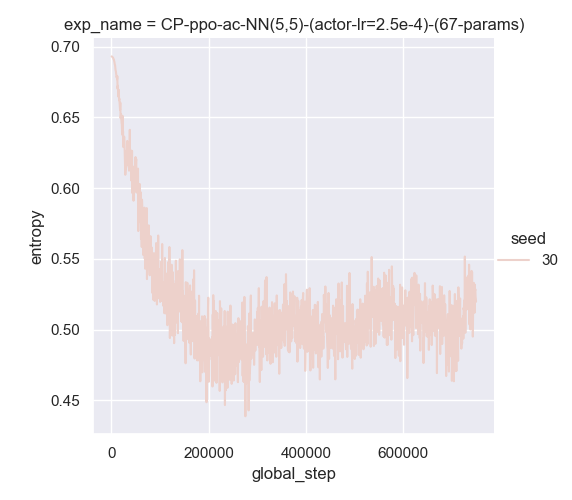 exp_name = CP-ppo-ac-NN(5,5)-(actor-lr=2.5e-4)-(67-params)
0.70
0.65
0.60
0.55
0.50
0.45
entropy
0
200000
400000
600000
global_step
seed
30